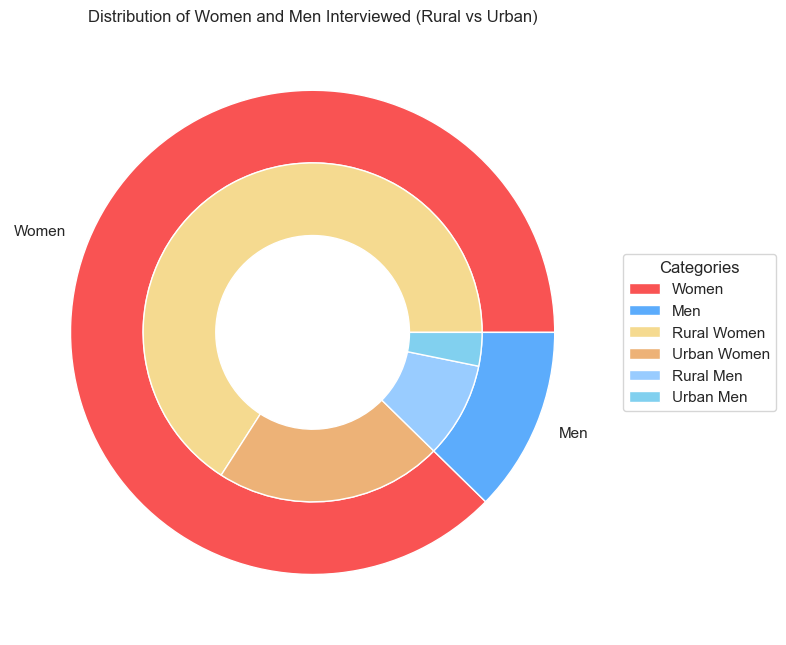 Distribution of Women and Men Interviewed (Rural vs Urban)
Women
Men
Categories
Women
Men
Rural Women
Urban Women
Rural Men
Urban Men